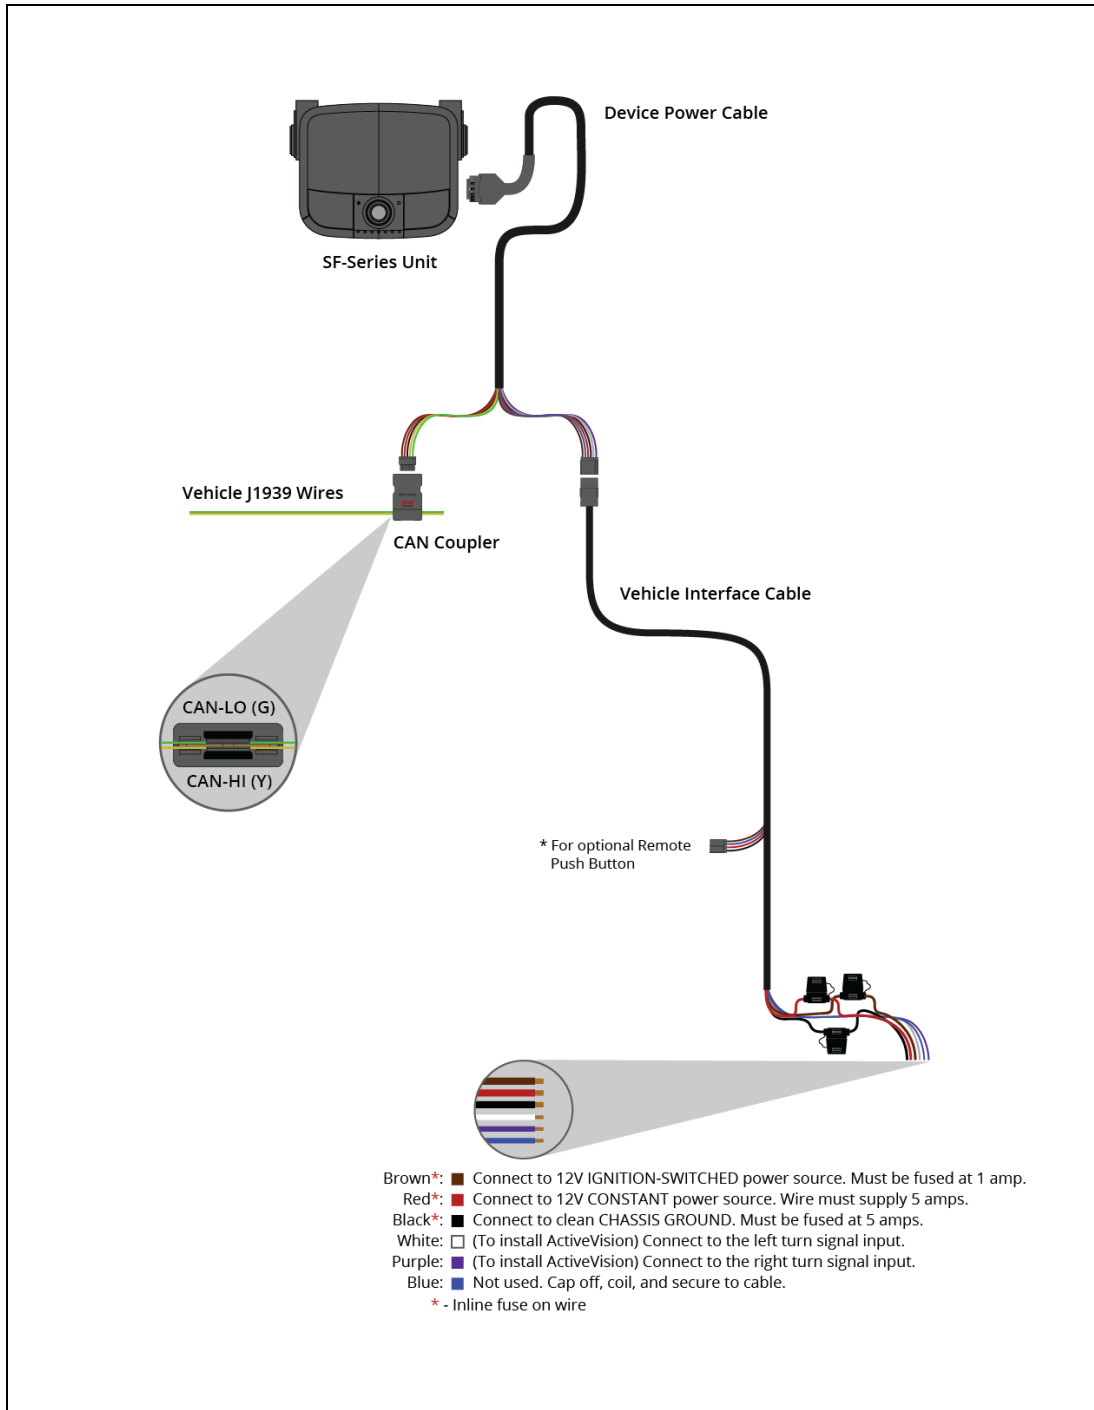 Device Power Cable
SF-Series Unit
Vehicle J1939 Wires
CAN Coupler
Vehicle Interface Cable
CAN-LO (G)
CAN-HI (Y)
* For optional Remote
Push Button
Brown*: Connect to 12V IGNITION-SWITCHED power source. Must be fused at 1 amp.
Red*: Connect to 12V CONSTANT power source. Wire must supply 5 amps.
Black*: Connect to clean CHASSIS GROUND. Must be fused at 5 amps.
White: (To install ActiveVision) Connect to the left turn signal input.
Purple: (To install ActiveVision) Connect to the right turn signal input.
Blue: Not used. Cap off, coil, and secure to cable.
* - Inline fuse on wire